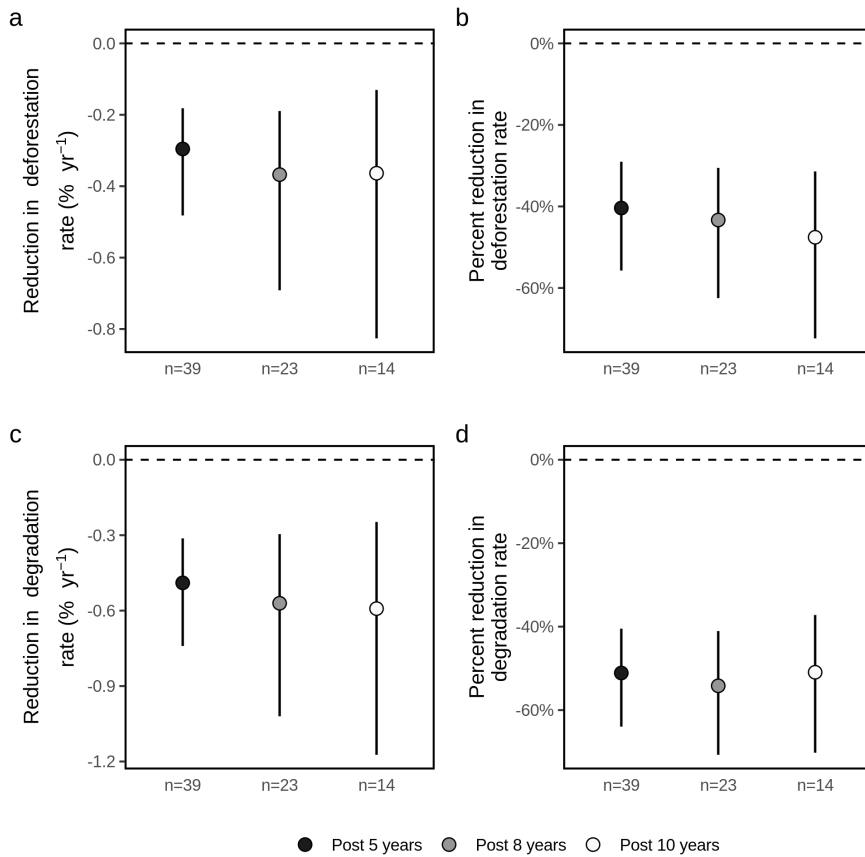 a
0.0
-0.2
-0.4
-0.6
-0.8
Reduction in deforestation
rate (% yr⁻¹)
n=39
n=23
n=14
b
0%
-20%
-40%
-60%
Percent reduction in
deforestation rate
n=39
n=23
n=14
c
0.0
-0.3
-0.6
-0.9
-1.2
Reduction in degradation
rate (% yr⁻¹)
n=39
n=23
n=14
d
0%
-20%
-40%
-60%
Percent reduction in
degradation rate
n=39
n=23
n=14
Post 5 years
Post 8 years
Post 10 years